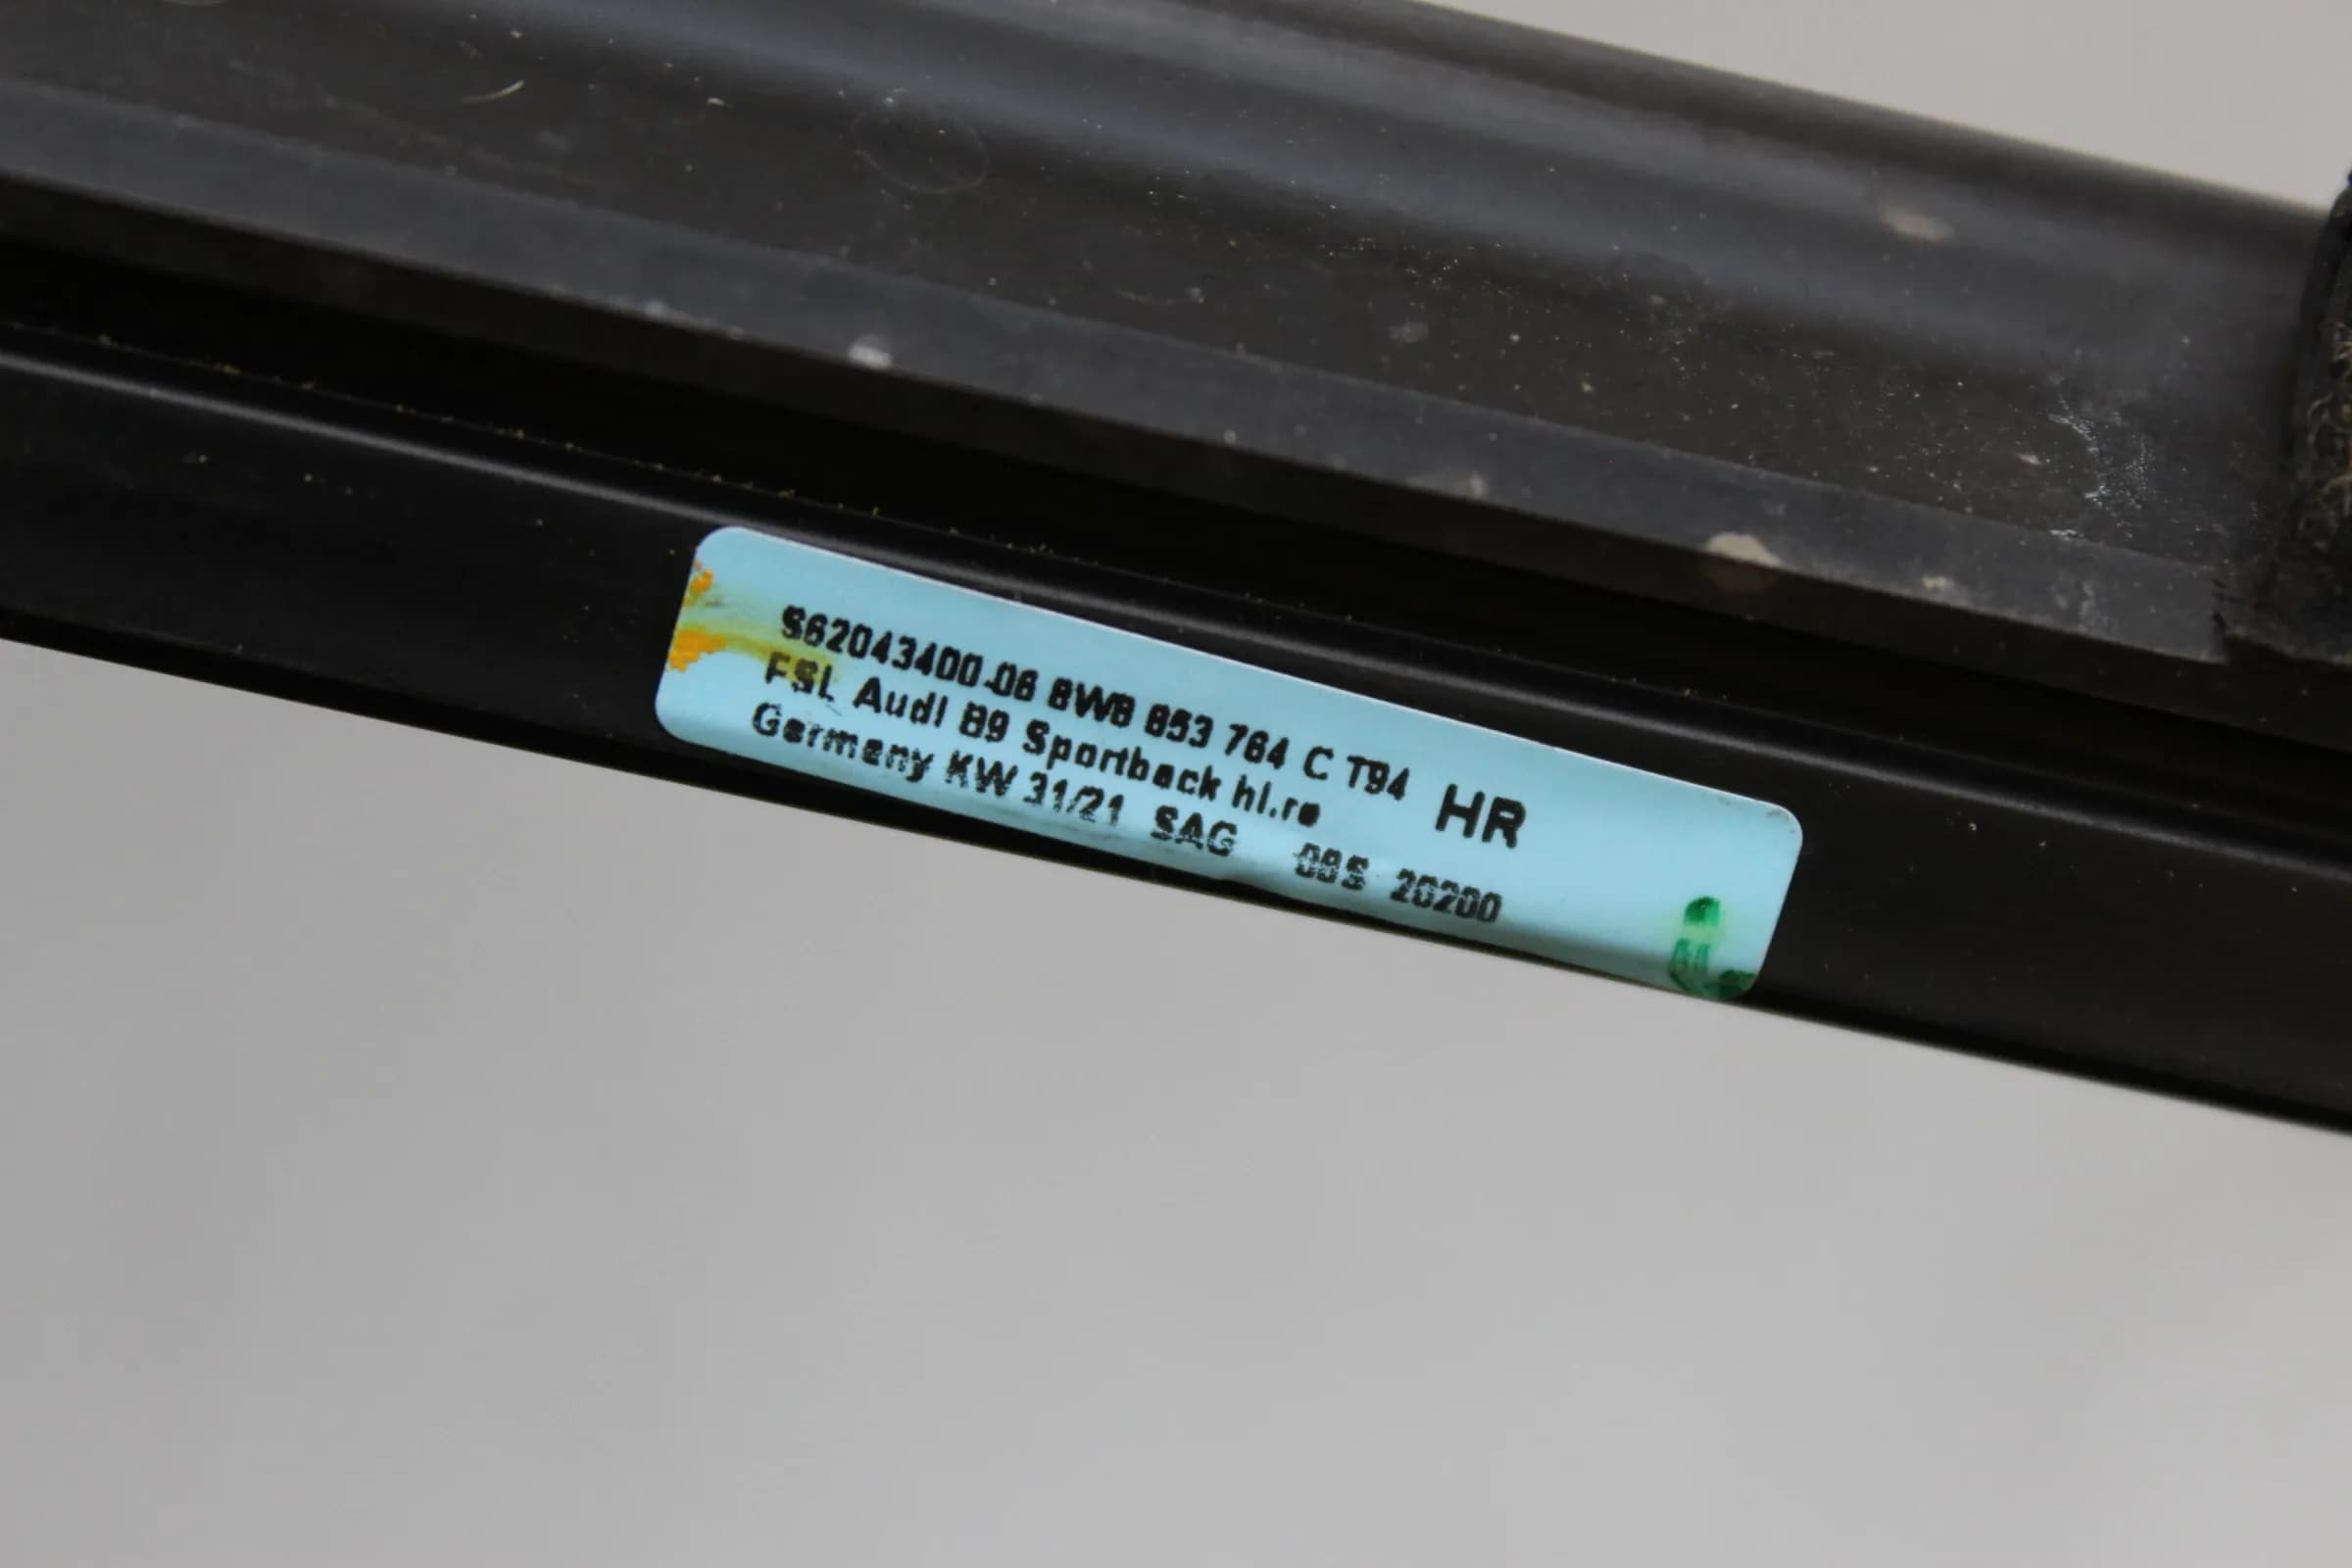 S62043400-06 8W8 853 764 C T94 HR
FSL Audi B9 Sportback hl.re
Germany KW 31/21 SAG 20200